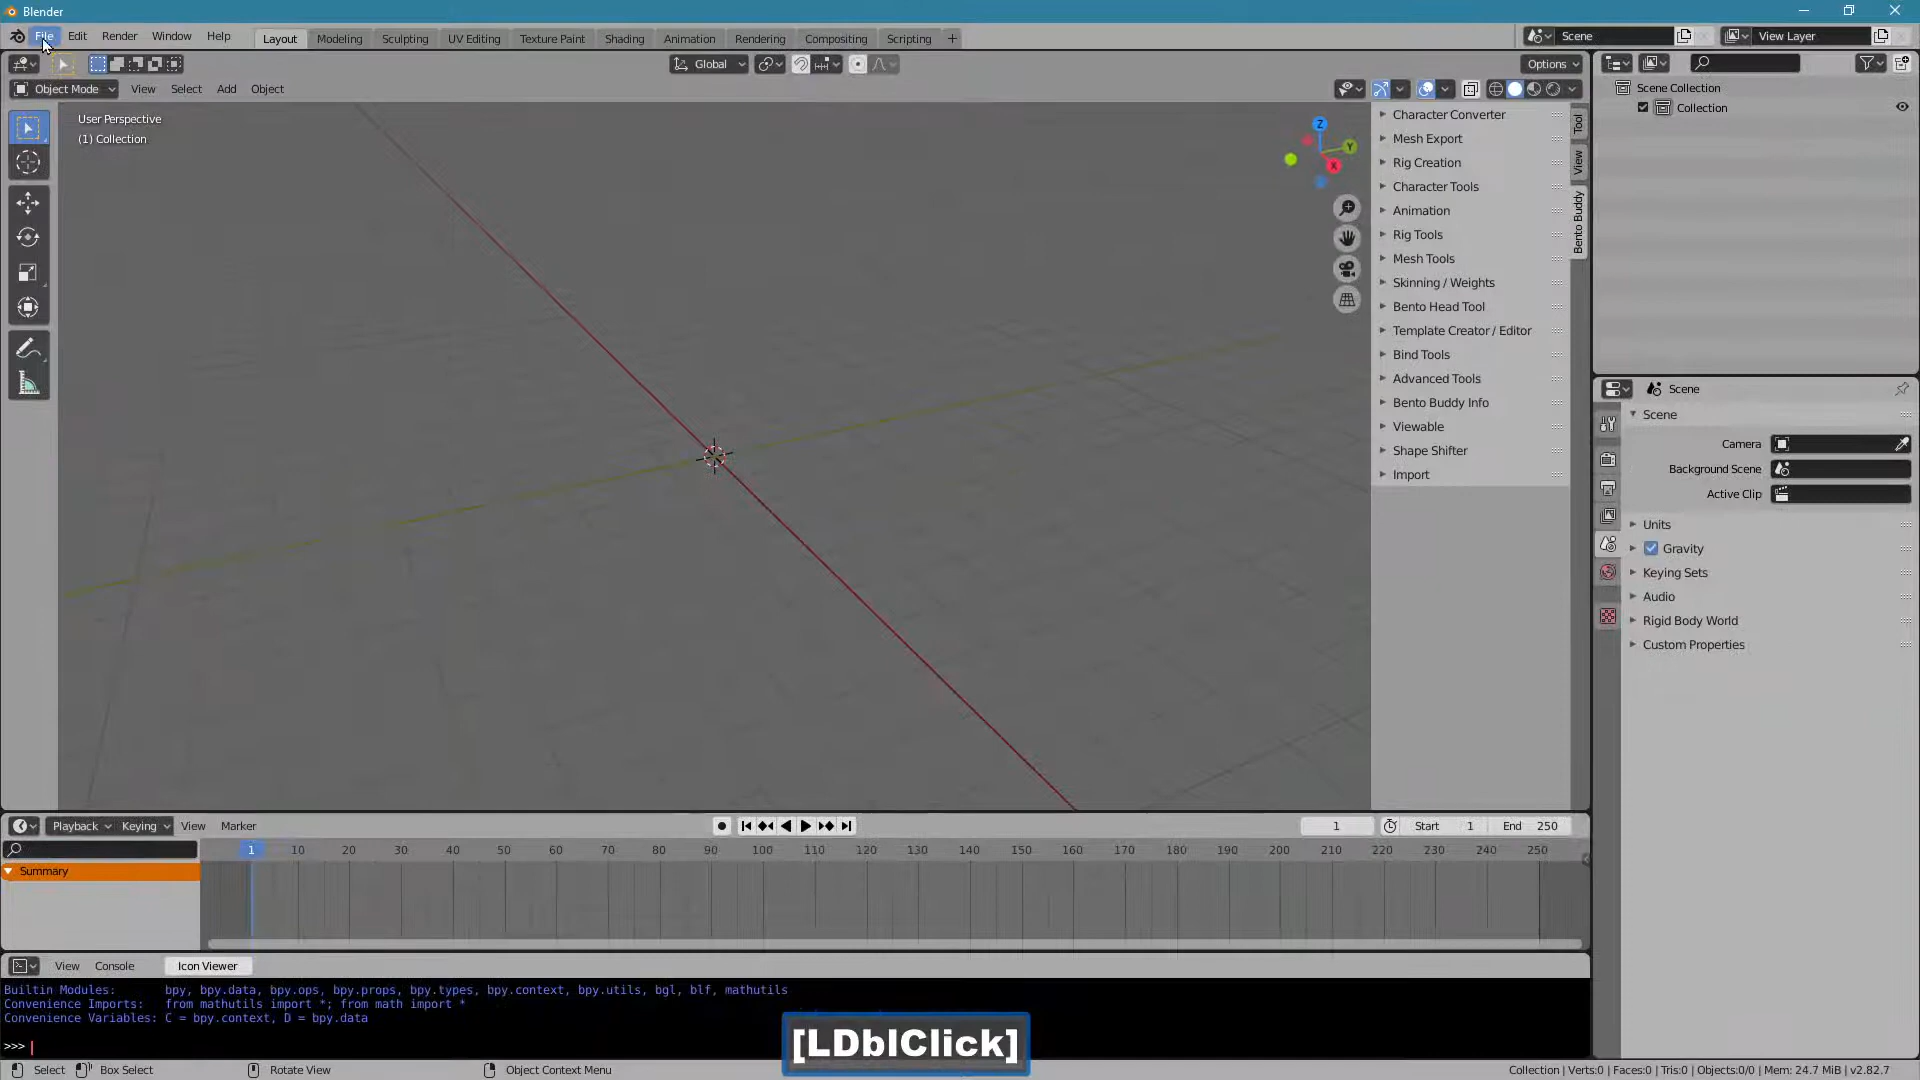 Blender
File Edit Render Window Help Layout Modeling Sculpting UV Editing Texture Paint Shading Animation Rendering Compositing Scripting + Scene View Layer
Global Options
Object Mode View Select Add Object
User Perspective
(1) Collection
Z
Y
X
Character Converter
Mesh Export
Rig Creation
Character Tools
Animation
Rig Tools
Mesh Tools
Skinning / Weights
Bento Head Tool
Template Creator / Editor
Bind Tools
Advanced Tools
Bento Buddy Info
Viewable
Shape Shifter
Import
Tool
View
Bento Buddy
Scene Collection
Collection
Scene
Scene
Camera
Background Scene
Active Clip
Units
Gravity
Keying Sets
Audio
Rigid Body World
Custom Properties
Playback Keying View Marker 1 Start 1 End 250
1 10 20 30 40 50 60 70 80 90 100 110 120 130 140 150 160 170 180 190 200 210 220 230 240 250
Summary
View Console Icon Viewer
Builtin Modules: bpy, bpy.data, bpy.ops, bpy.props, bpy.types, bpy.context, bpy.utils, bgl, blf, mathutils
Convenience Imports: from mathutils import *; from math import *
Convenience Variables: C = bpy.context, D = bpy.data
>>>
[LDblClick]
Select Box Select Rotate View Object Context Menu Collection | Verts:0 | Faces:0 | Tris:0 | Objects:0/0 | Mem: 24.7 MiB | v2.82.7